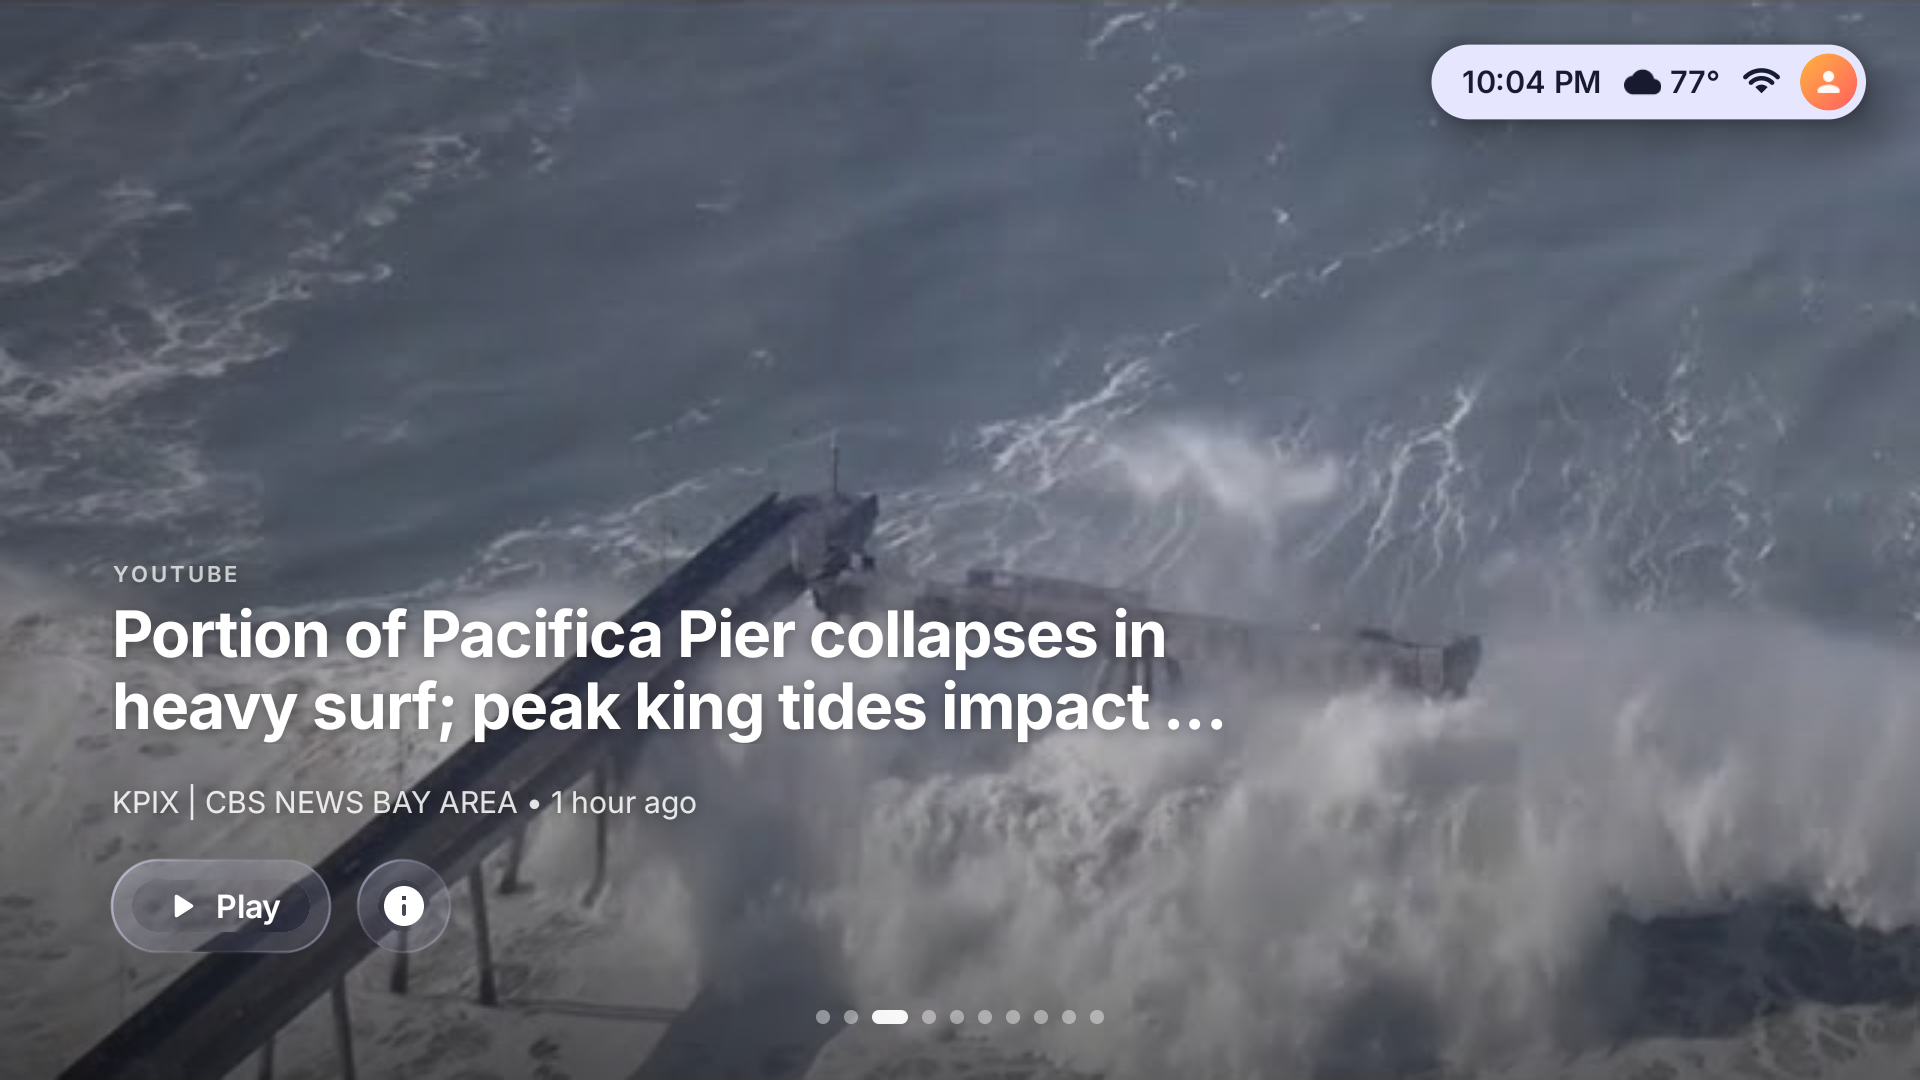 10:04 PM 77°
YOUTUBE
Portion of Pacifica Pier collapses in
heavy surf; peak king tides impact ...
KPIX | CBS NEWS BAY AREA • 1 hour ago
Play